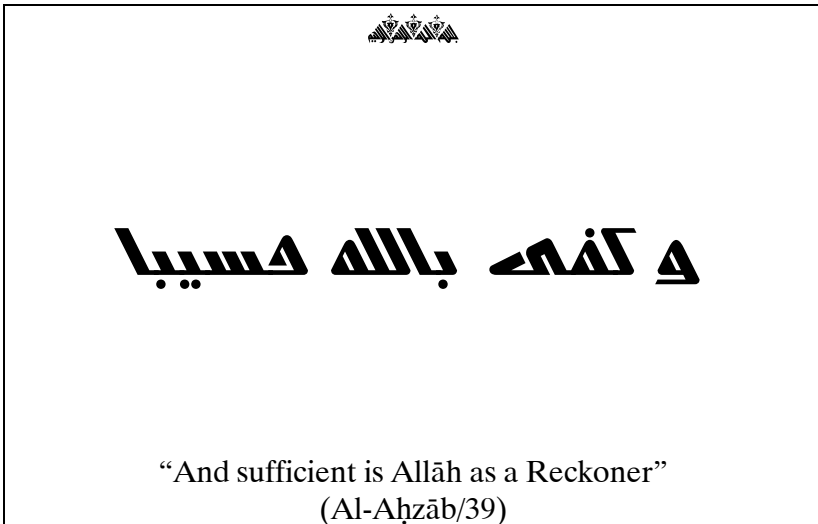 و كفى بالله حسيبا
“And sufficient is Allāh as a Reckoner”
(Al-Aḥzāb/39)